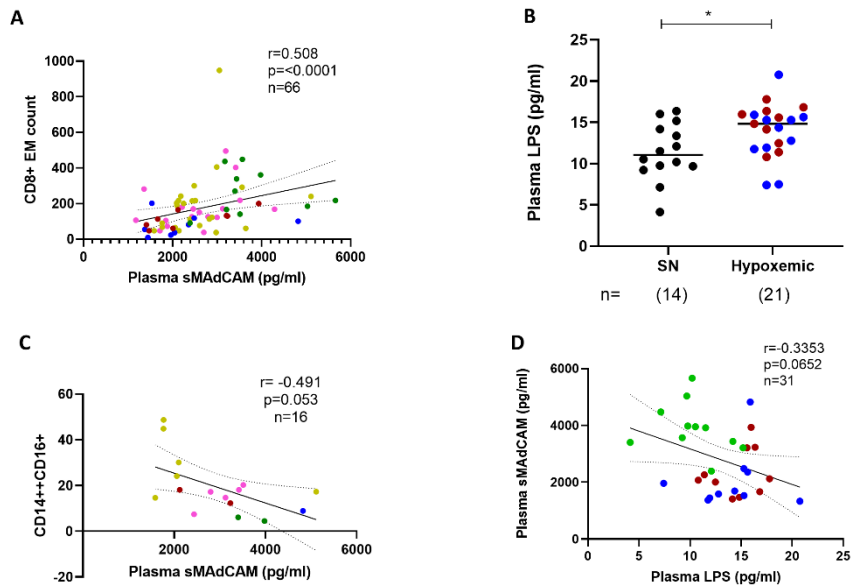 A
r=0.508
p=<0.0001
n=66
CD8+ EM count
1000
800
600
400
200
0
0 2000 4000 6000
Plasma sMAdCAM (pg/ml)
B
*
Plasma LPS (pg/ml)
25
20
15
10
5
0
SN Hypoxemic
n= (14) (21)
C
r= -0.491
p=0.053
n=16
CD14++CD16+
60
40
20
0
-20
2000 4000 6000
Plasma sMAdCAM (pg/ml)
D
r=-0.3353
p=0.0652
n=31
Plasma sMAdCAM (pg/ml)
6000
4000
2000
0
0 5 10 15 20 25
Plasma LPS (pg/ml)